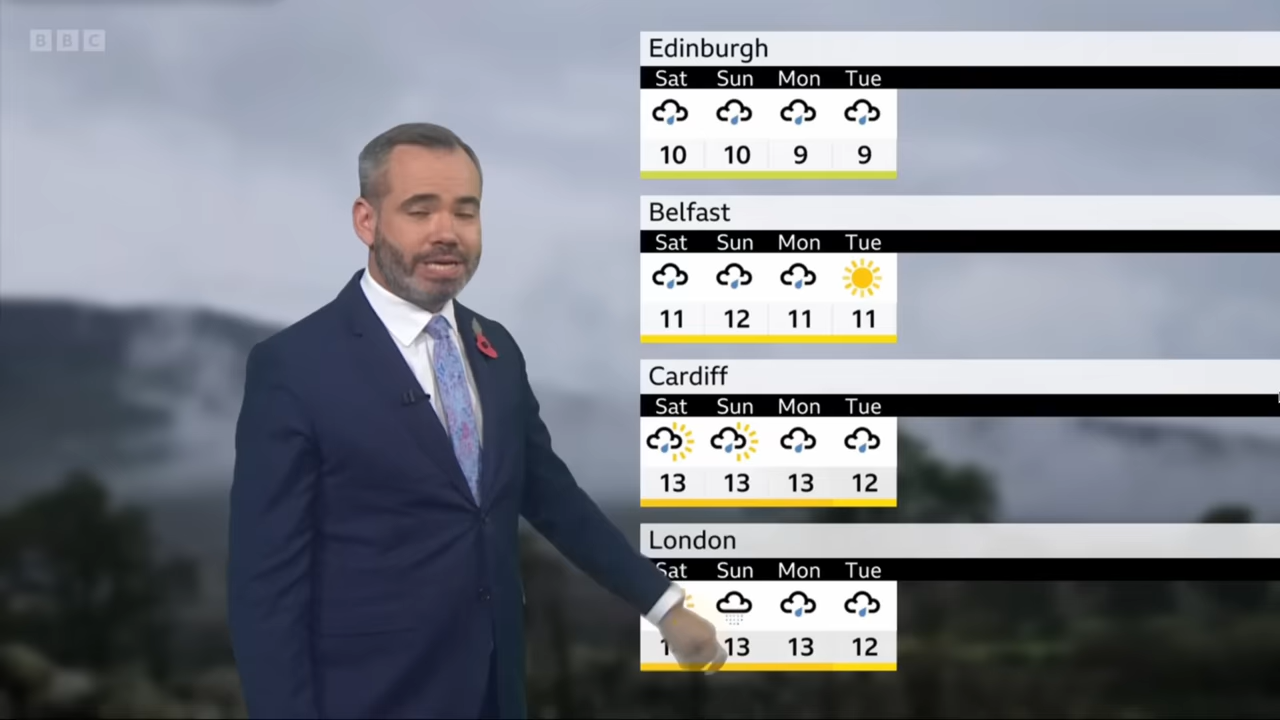 BBC
Edinburgh
Sat Sun Mon Tue
10 10 9 9
Belfast
Sat Sun Mon Tue
11 12 11 11
Cardiff
Sat Sun Mon Tue
13 13 13 12
London
Sat Sun Mon Tue
13 13 12